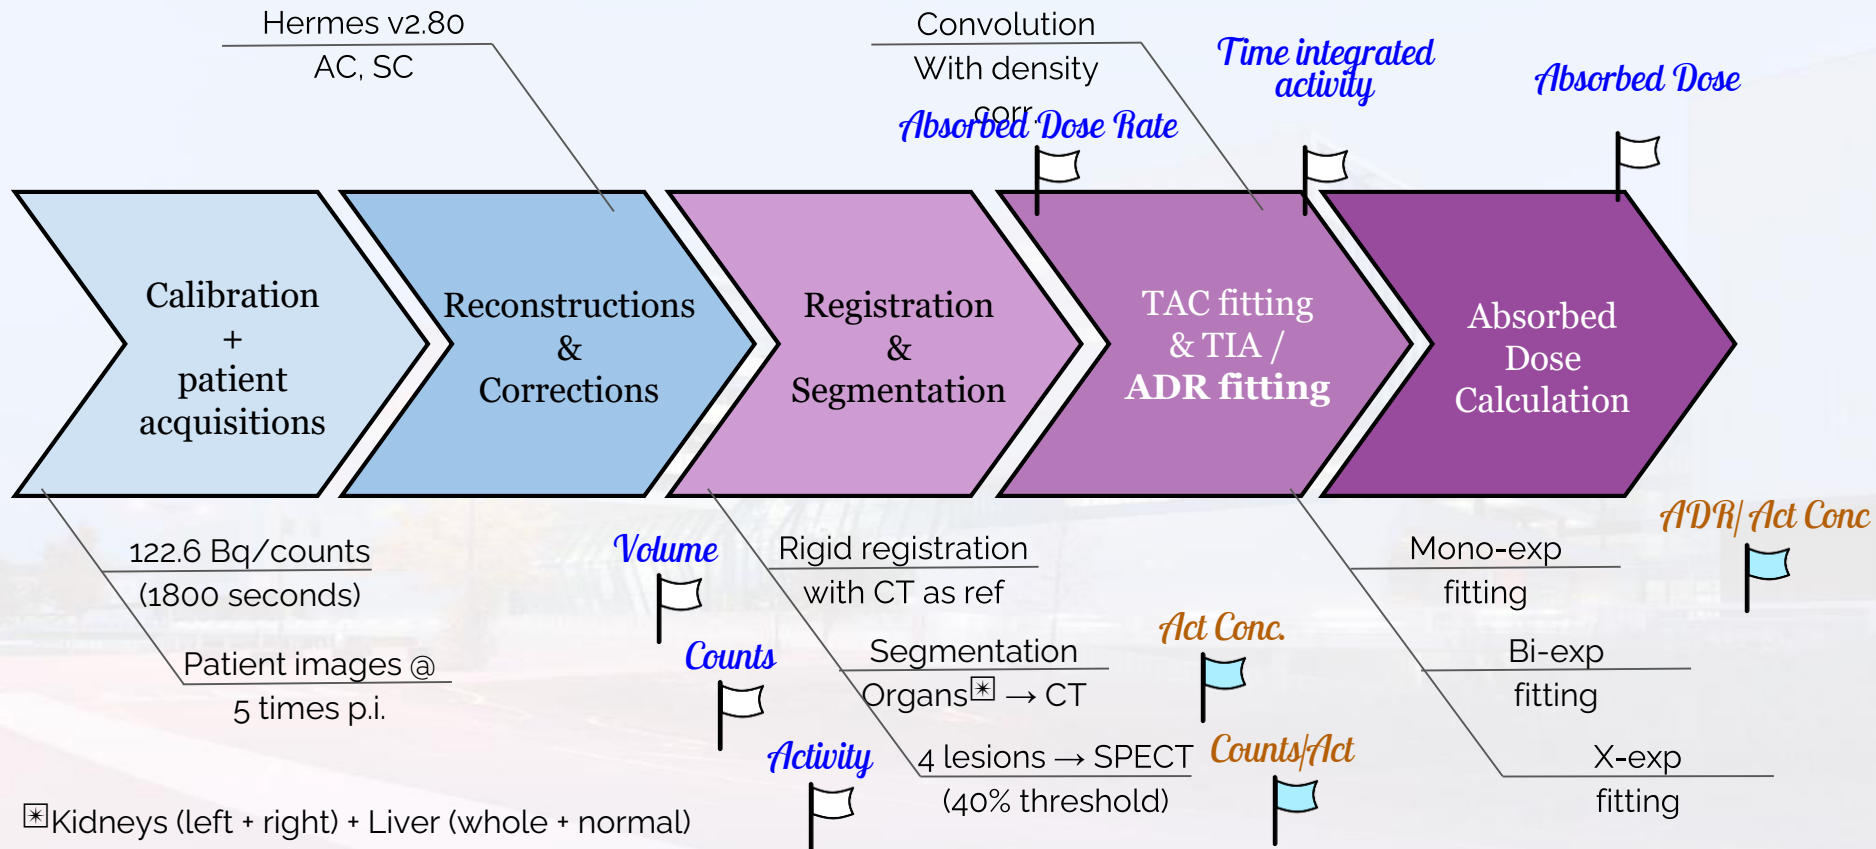 Hermes v2.80
AC, SC
Convolution
With density
corr.
Absorbed Dose Rate
Time integrated
activity
Absorbed Dose
Calibration
+
patient
acquisitions
Reconstructions
&
Corrections
Registration
&
Segmentation
TAC fitting
& TIA /
ADR fitting
Absorbed
Dose
Calculation
122.6 Bq/counts
(1800 seconds)
Patient images @
5 times p.i.
Volume
Counts
Activity
Rigid registration
with CT as ref
Segmentation
Organs🞼 → CT
4 lesions → SPECT
(40% threshold)
Act Conc.
Counts/Act
Mono-exp
fitting
Bi-exp
fitting
X-exp
fitting
ADR/ Act Conc
🞼Kidneys (left + right) + Liver (whole + normal)